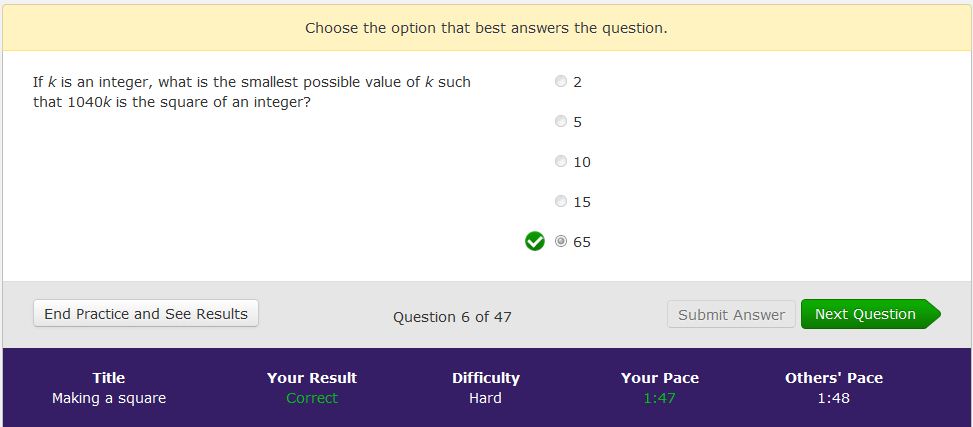 Choose the option that best answers the question.
If k is an integer, what is the smallest possible value of k such
that 1040k is the square of an integer?
2
5
10
15
65
End Practice and See Results
Question 6 of 47
Submit Answer
Next Question
Title
Your Result
Difficulty
Your Pace
Others' Pace
Making a square
Correct
Hard
1:47
1:48